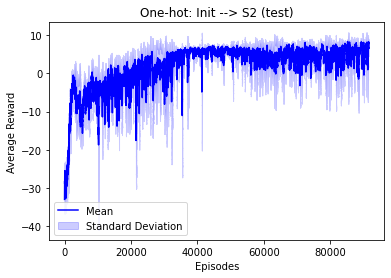 One-hot: Init --> S2 (test)
Average Reward
10
0
−10
−20
−30
−40
Mean
Standard Deviation
0
20000
40000
60000
80000
Episodes